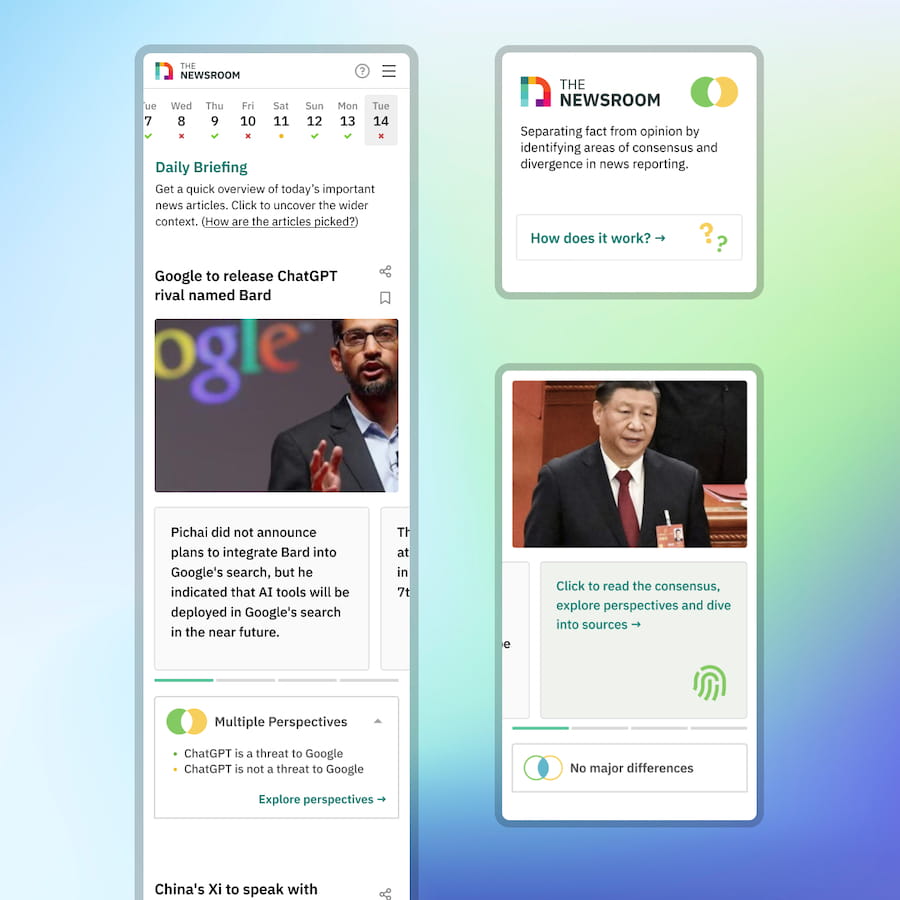 THE
NEWSROOM
?
ue Wed Thu Fri Sat Sun Mon Tue
7 8 9 10 11 12 13 14
Daily Briefing
Get a quick overview of today's important
news articles. Click to uncover the wider
context. (How are the articles picked?)
Google to release ChatGPT
rival named Bard
ogle
Pichai did not announce
plans to integrate Bard into
Google's search, but he
indicated that AI tools will be
deployed in Google's search
in the near future.
Th
at
in
7t
Multiple Perspectives
• ChatGPT is a threat to Google
• ChatGPT is not a threat to Google
Explore perspectives →
China's Xi to speak with
THE
NEWSROOM
Separating fact from opinion by
identifying areas of consensus and
divergence in news reporting.
How does it work? →
? ?
e
Click to read the consensus,
explore perspectives and dive
into sources →
No major differences